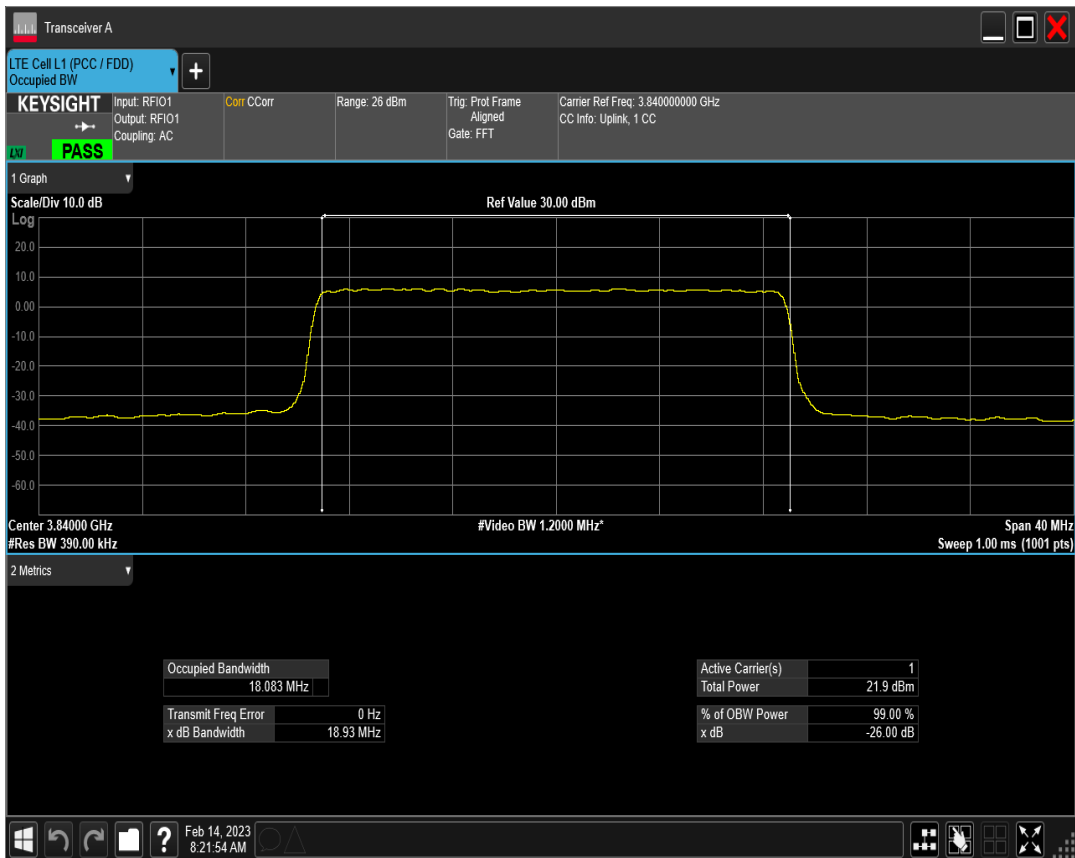 Transceiver A
LTE Cell L1 (PCC / FDD)
Occupied BW
+
KEYSIGHT
LXI
PASS
Input: RFIO1
Output: RFIO1
Coupling: AC
Corr CCorr
Range: 26 dBm
Trig: Prot Frame
Aligned
Gate: FFT
Carrier Ref Freq: 3.840000000 GHz
CC Info: Uplink, 1 CC
1 Graph
Scale/Div 10.0 dB
Ref Value 30.00 dBm
Log
20.0
10.0
0.00
-10.0
-20.0
-30.0
-40.0
-50.0
-60.0
Center 3.84000 GHz
#Video BW 1.2000 MHz*
Span 40 MHz
#Res BW 390.00 kHz
Sweep 1.00 ms (1001 pts)
2 Metrics
Occupied Bandwidth
18.083 MHz
Transmit Freq Error 0 Hz
x dB Bandwidth 18.93 MHz
Active Carrier(s) 1
Total Power 21.9 dBm
% of OBW Power 99.00 %
x dB -26.00 dB
?
Feb 14, 2023
8:21:54 AM